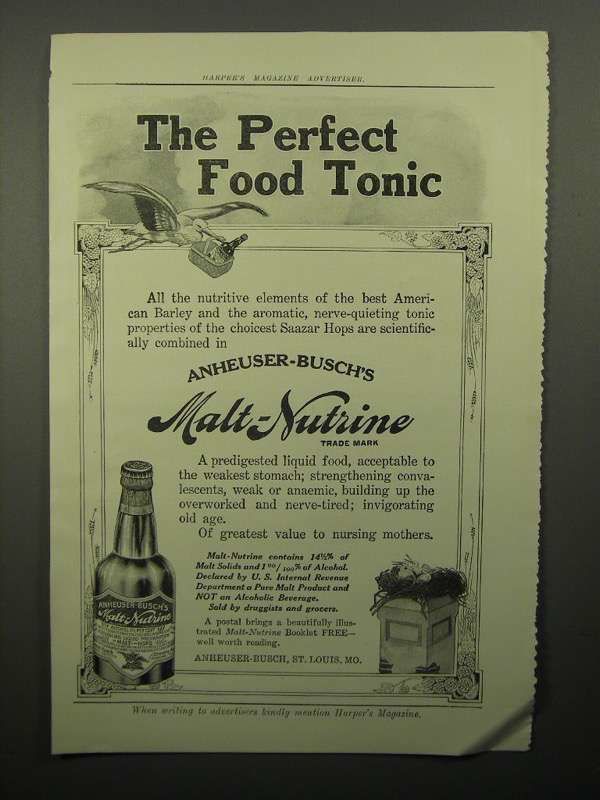 HARPER'S MAGAZINE ADVERTISER.
The Perfect
Food Tonic
All the nutritive elements of the best Ameri-
can Barley and the aromatic, nerve-quieting tonic
properties of the choicest Saazar Hops are scientific-
ally combined in
ANHEUSER-BUSCH'S
Malt-Nutrine
TRADE MARK
A predigested liquid food, acceptable to
the weakest stomach; strengthening conva-
lescents, weak or anaemic, building up the
overworked and nerve-tired; invigorating
old age.
Of greatest value to nursing mothers.
Malt-Nutrine contains 14½% of
Malt Solids and 1 90/100% of Alcohol.
Declared by U. S. Internal Revenue
Department a Pure Malt Product and
NOT an Alcoholic Beverage.
Sold by druggists and grocers.
A postal brings a beautifully illus-
trated Malt-Nutrine Booklet FREE—
well worth reading.
ANHEUSER-BUSCH, ST. LOUIS, MO.
ANHEUSER-BUSCH'S
Malt-Nutrine
When writing to advertisers kindly mention Harper's Magazine.